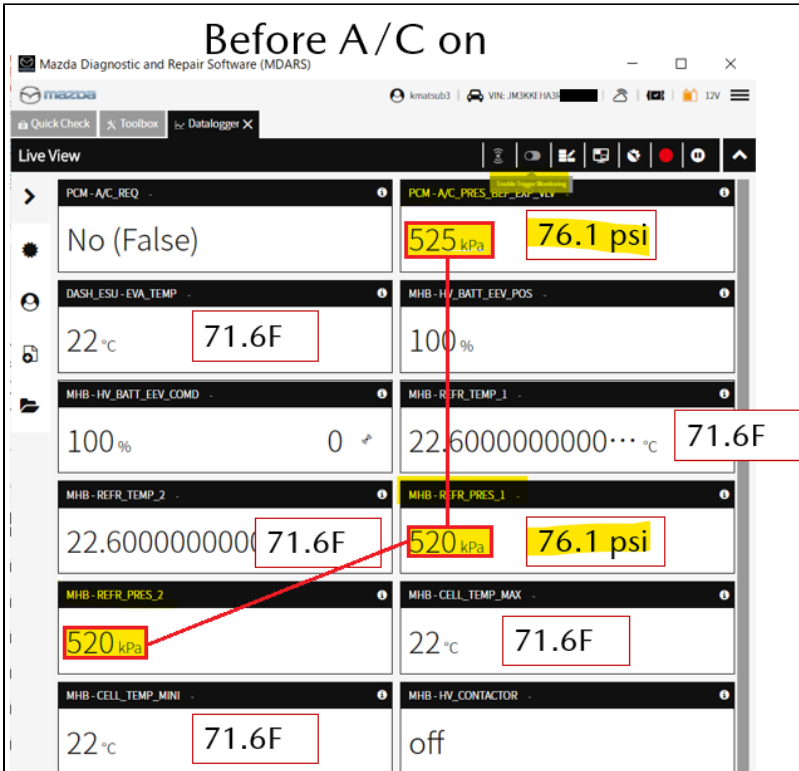 Before A/C on
Mazda Diagnostic and Repair Software (MDARS)
mazda
kmatsub3 | VIN: JM3KKEHA3 | 12V
Quick Check Toolbox Datalogger X
Live View
Enable Trigger Monitoring
PCM - A/C_REQ -
No (False)
PCM - A/C_PRES_BEF_EXP_VLV -
525 kPa 76.1 psi
DASH_ESU - EVA_TEMP -
22 °C 71.6F
MHB - HV_BATT_EEV_POS -
100 %
MHB - HV_BATT_EEV_COMD -
100 % 0
MHB - REFR_TEMP_1 -
22.6000000000... °C 71.6F
MHB - REFR_TEMP_2 -
22.6000000000 71.6F
MHB - REFR_PRES_1 -
520 kPa 76.1 psi
MHB - REFR_PRES_2 -
520 kPa
MHB - CELL_TEMP_MAX -
22 °C 71.6F
MHB - CELL_TEMP_MINI -
22 °C 71.6F
MHB - HV_CONTACTOR -
off